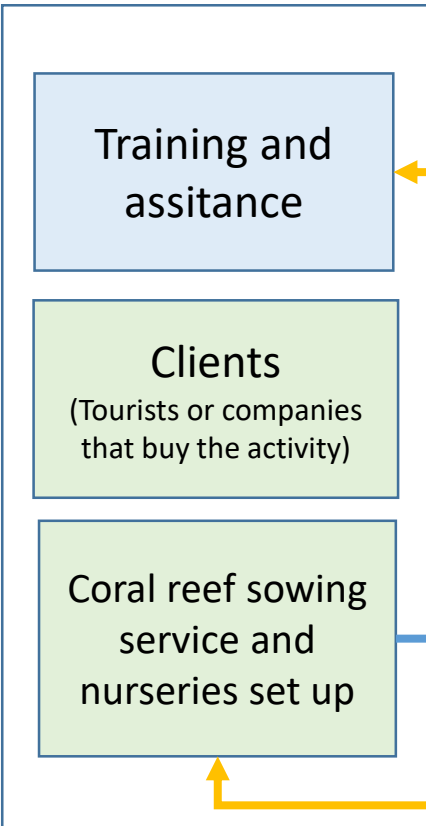 Training and
assitance
Clients
(Tourists or companies
that buy the activity)
Coral reef sowing
service and
nurseries set up